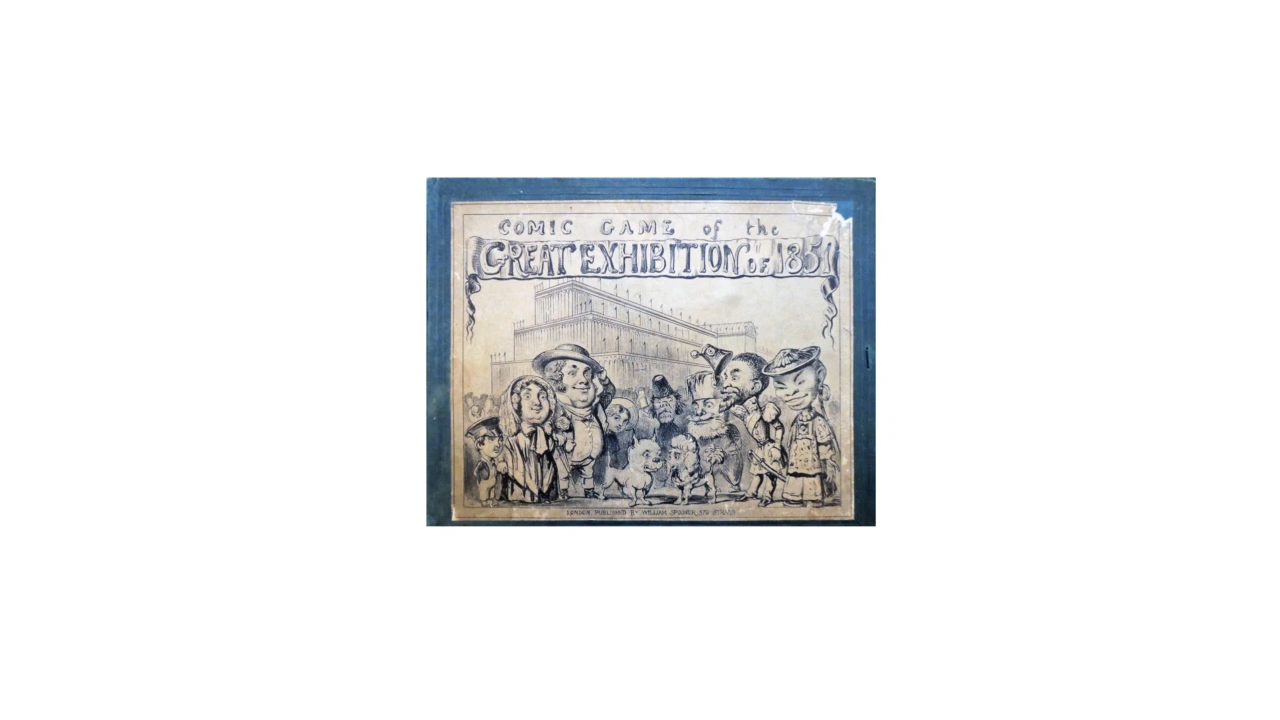 COMIC GAME of the
GREAT EXHIBITION OF 1851
LONDON PUBLISHED BY WILLIAM SPOONER, 379 STRAND